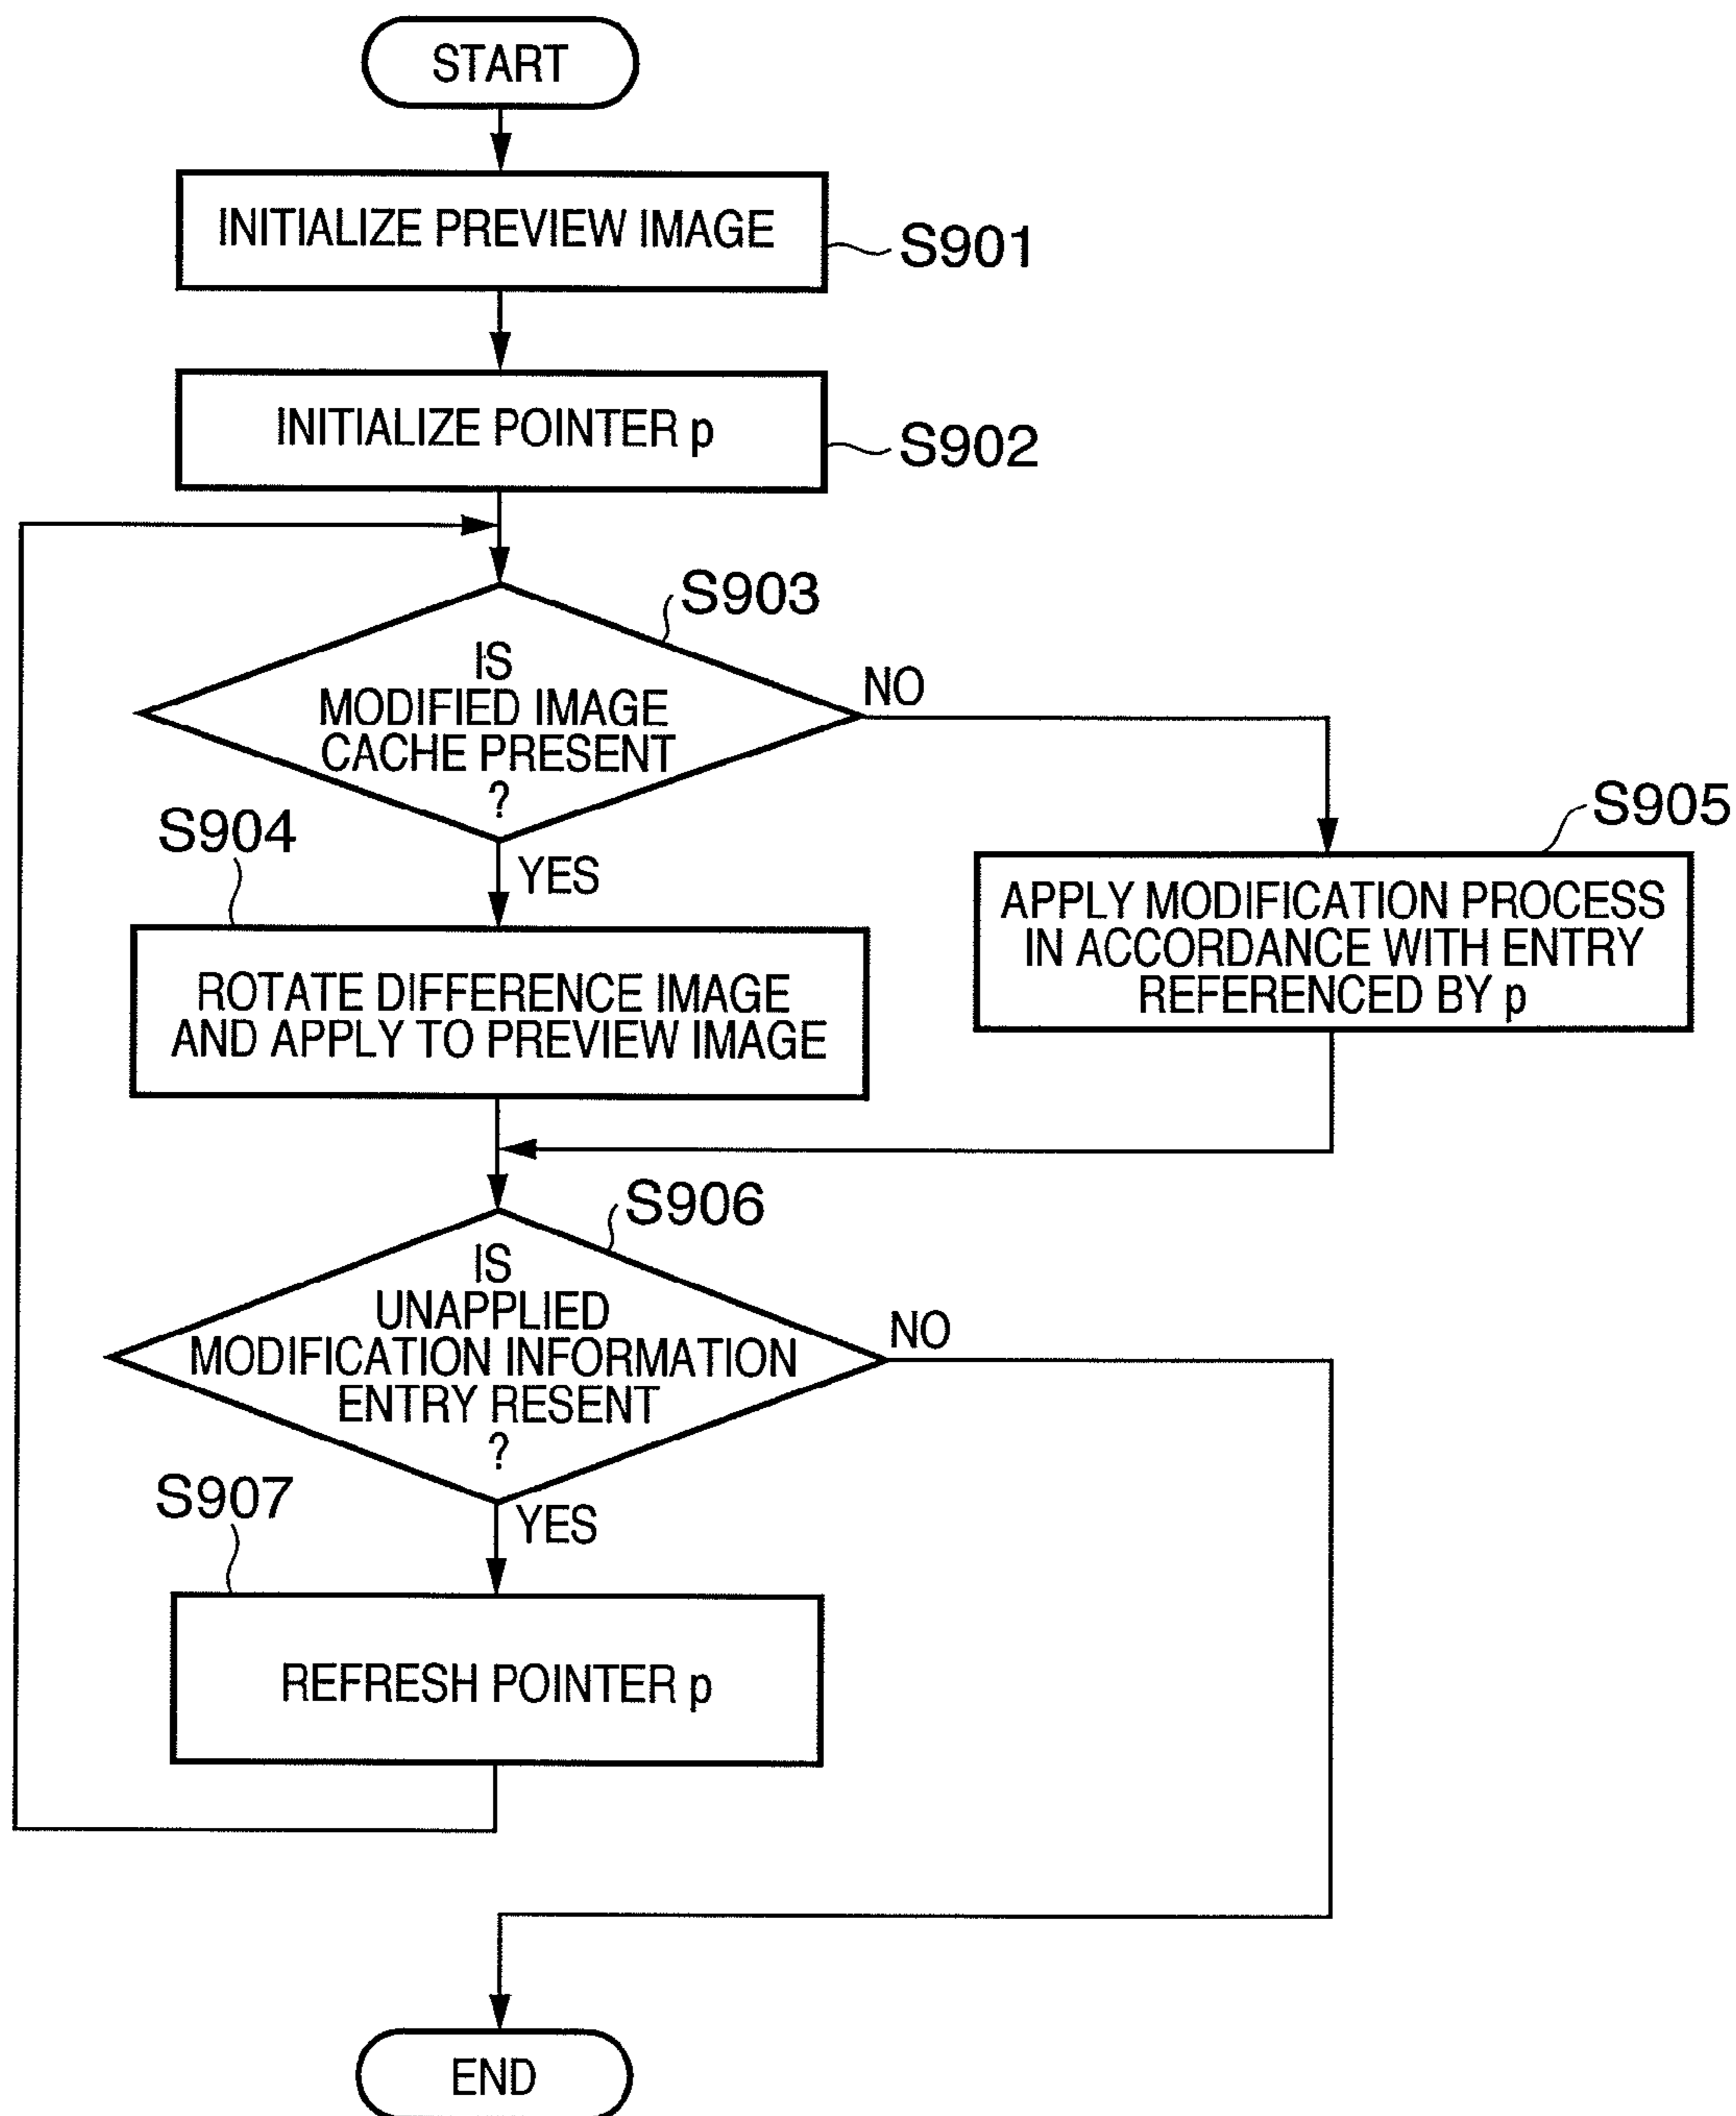 START
INITIALIZE PREVIEW IMAGE
S901
INITIALIZE POINTER p
S902
S903
IS
MODIFIED IMAGE
CACHE PRESENT
?
NO
YES
S904
ROTATE DIFFERENCE IMAGE
AND APPLY TO PREVIEW IMAGE
S905
APPLY MODIFICATION PROCESS
IN ACCORDANCE WITH ENTRY
REFERENCED BY p
S906
IS
UNAPPLIED
MODIFICATION INFORMATION
ENTRY RESENT
?
NO
YES
S907
REFRESH POINTER p
END